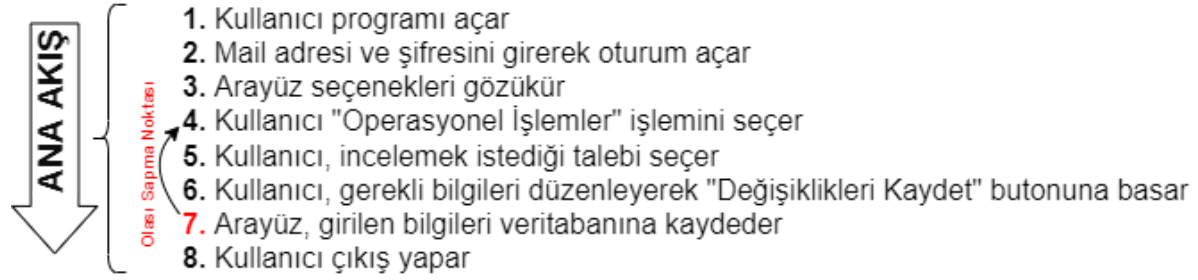 ANA AKIŞ
Olası Sapma Noktası
1. Kullanıcı programı açar
2. Mail adresi ve şifresini girerek oturum açar
3. Arayüz seçenekleri gözükür
4. Kullanıcı "Operasyonel İşlemler" işlemini seçer
5. Kullanıcı, incelemek istediği talebi seçer
6. Kullanıcı, gerekli bilgileri düzenleyerek "Değişiklikleri Kaydet" butonuna basar
7. Arayüz, girilen bilgileri veritabanına kaydeder
8. Kullanıcı çıkış yapar